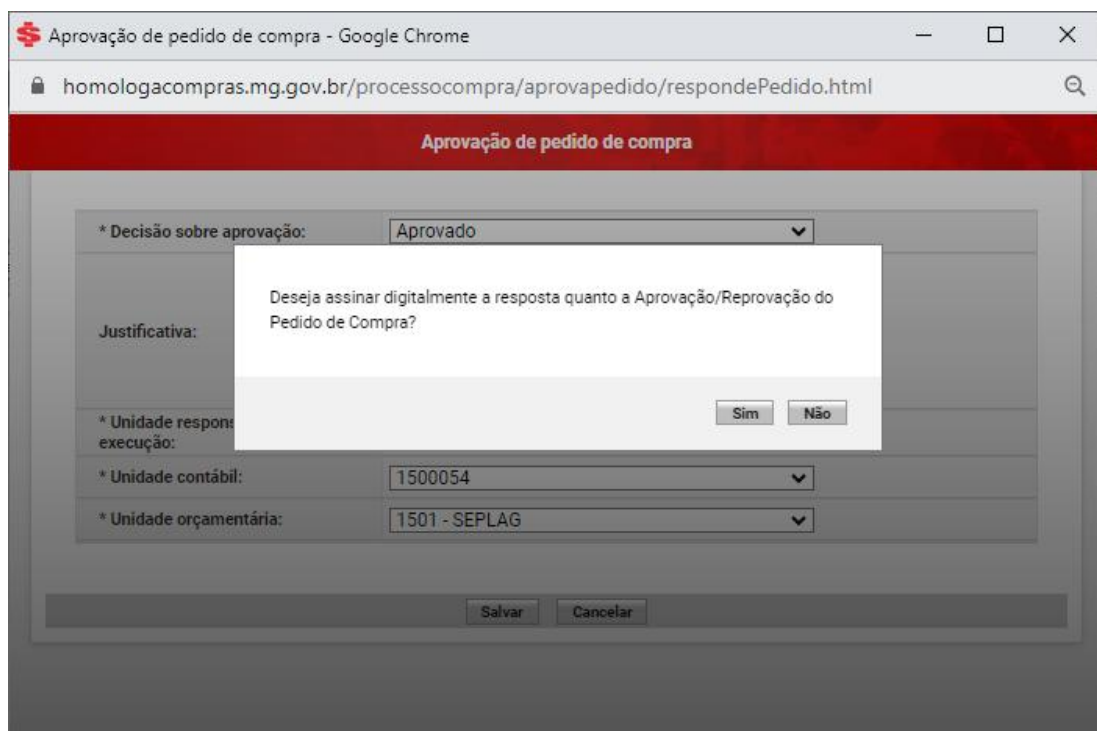 Aprovação de pedido de compra - Google Chrome
homologacompras.mg.gov.br/processocompra/aprovapedido/respondePedido.html
Aprovação de pedido de compra
* Decisão sobre aprovação: Aprovado
Deseja assinar digitalmente a resposta quanto a Aprovação/Reprovação do
Pedido de Compra?
Justificativa:
Sim Não
* Unidade respons
execução:
* Unidade contábil: 1500054
* Unidade orçamentária: 1501 - SEPLAG
Salvar Cancelar